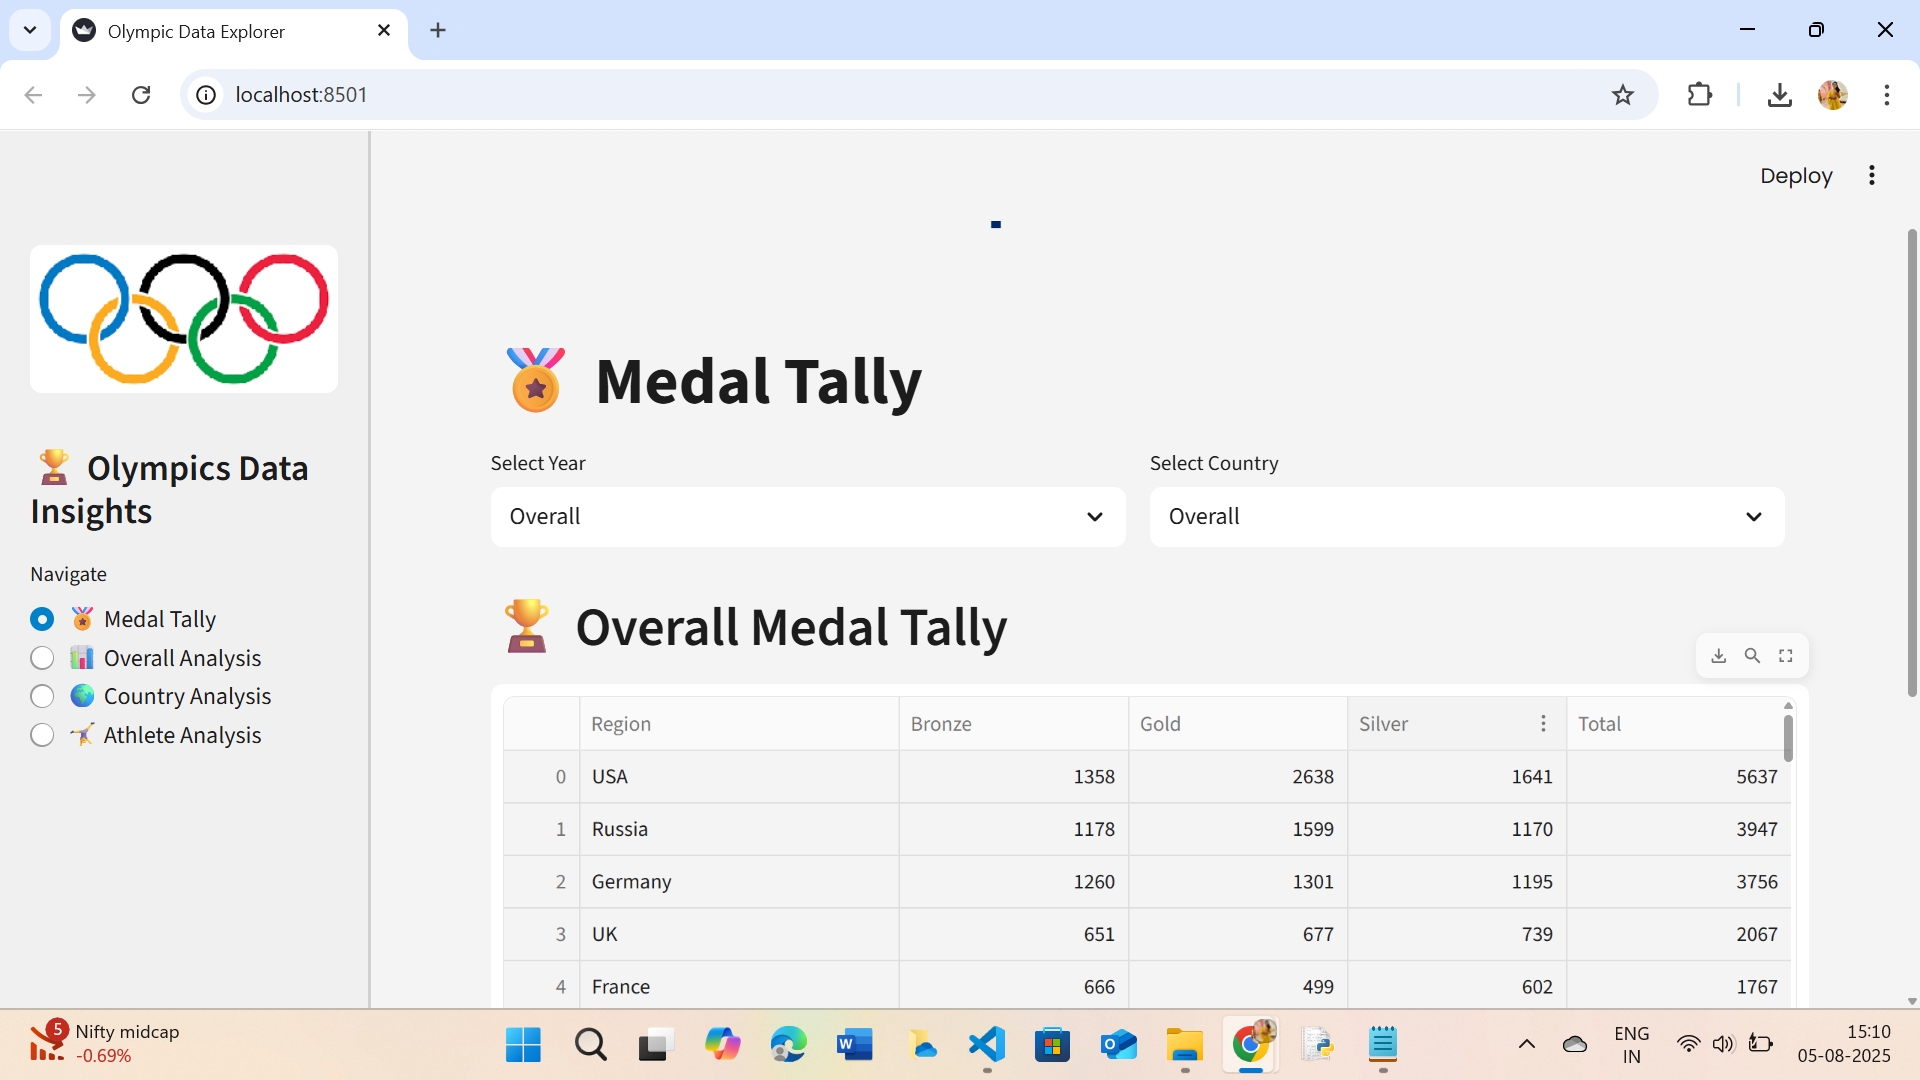 Olympic Data Explorer
localhost:8501
Deploy
Medal Tally
Select Year
Select Country
Overall
Overall
Olympics Data
Insights
Navigate
Medal Tally
Overall Analysis
Country Analysis
Athlete Analysis
Overall Medal Tally
Region Bronze Gold Silver Total
0 USA 1358 2638 1641 5637
1 Russia 1178 1599 1170 3947
2 Germany 1260 1301 1195 3756
3 UK 651 677 739 2067
4 France 666 499 602 1767
5
Nifty midcap
-0.69%
W
O
ENG
IN
15:10
05-08-2025